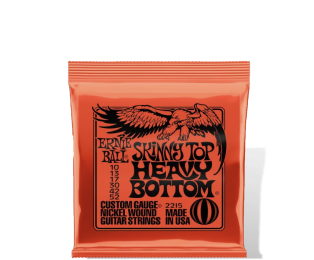 ERNIE
BALL
SKINNY TOP
HEAVY
BOTTOM
10
13
17
30
42
52
CUSTOM GAUGE 2215 MADE
NICKEL WOUND IN USA
GUITAR STRINGS